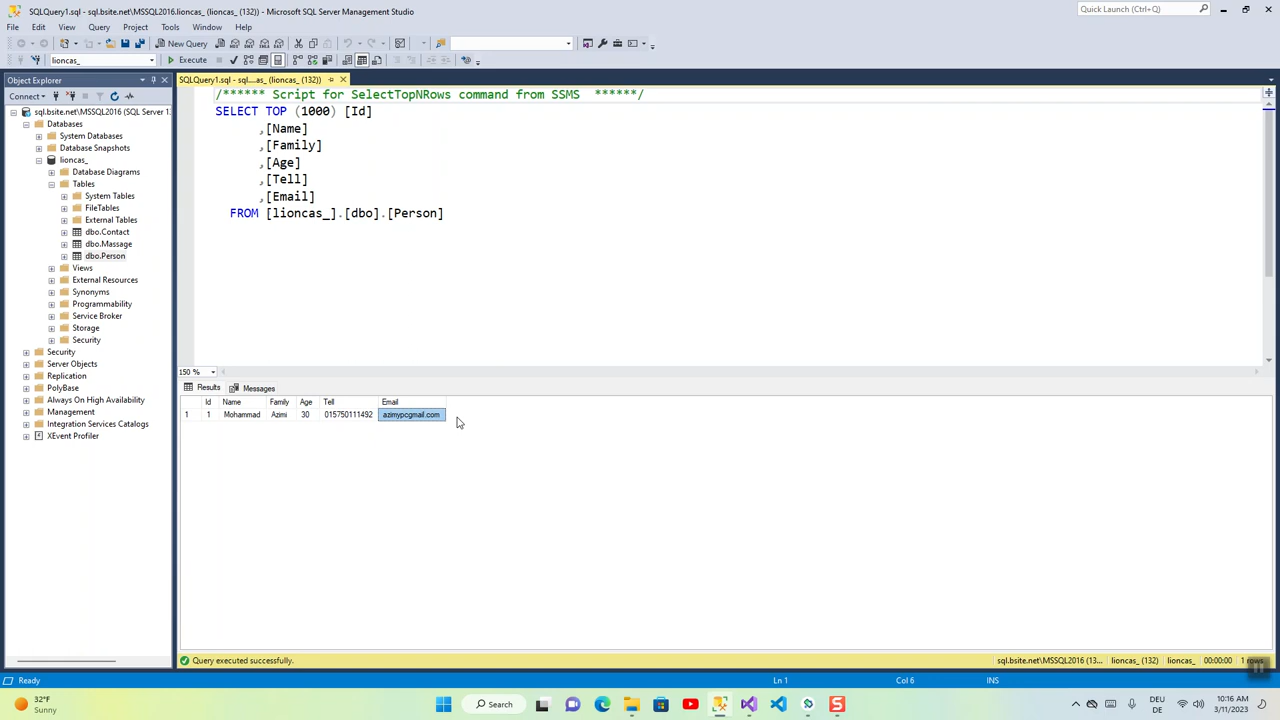 SQLQuery1.sql - sql.bsite.net\MSSQL2016.lioncas_ (lioncas_ (132)) - Microsoft SQL Server Management Studio
Quick Launch (Ctrl+Q)
File Edit View Query Project Tools Window Help
New Query
lioncas_
Execute
Object Explorer
SQLQuery1.sql - sql....as_ (lioncas_ (132))
Connect
/****** Script for SelectTopNRows command from SSMS  ******/
SELECT TOP (1000) [Id]
,[Name]
,[Family]
,[Age]
,[Tell]
,[Email]
FROM [lioncas_].[dbo].[Person]
sql.bsite.net\MSSQL2016 (SQL Server 1
Databases
System Databases
Database Snapshots
lioncas_
Database Diagrams
Tables
System Tables
FileTables
External Tables
dbo.Contact
dbo.Massage
dbo.Person
Views
External Resources
Synonyms
Programmability
Service Broker
Storage
Security
Security
Server Objects
Replication
PolyBase
Always On High Availability
Management
Integration Services Catalogs
XEvent Profiler
150 %
Results Messages
Id Name Family Age Tell Email
1 1 Mohammad Azimi 30 015750111492 azimypcgmail.com
Query executed successfully.
sql.bsite.net\MSSQL2016 (13... lioncas_ (132) lioncas_ 00:00:00 1 rows
Ready
Ln 1 Col 6 INS
32°F
Sunny
Search
DEU
DE
10:16 AM
3/11/2023